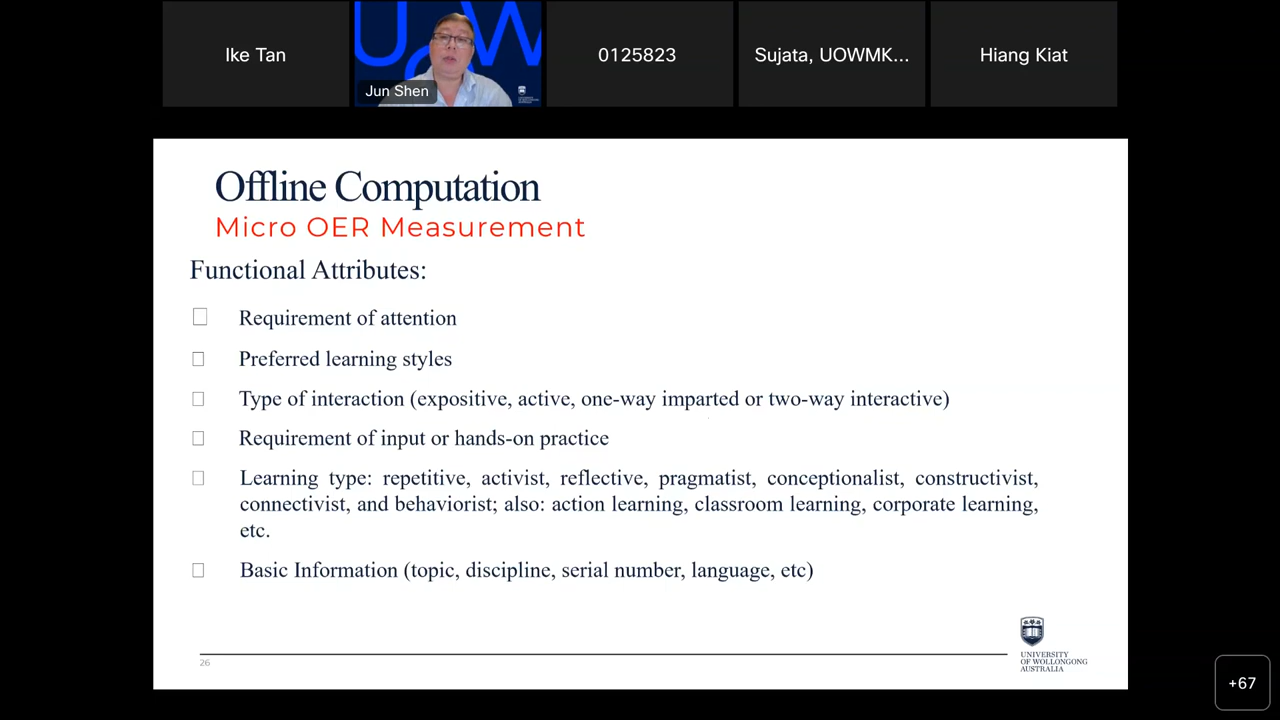 Ike Tan
Jun Shen
0125823
Sujata, UOWMK...
Hiang Kiat
Offline Computation
Micro OER Measurement
Functional Attributes:
Requirement of attention
Preferred learning styles
Type of interaction (expositive, active, one-way imparted or two-way interactive)
Requirement of input or hands-on practice
Learning type: repetitive, activist, reflective, pragmatist, conceptionalist, constructivist,
connectivist, and behaviorist; also: action learning, classroom learning, corporate learning,
etc.
Basic Information (topic, discipline, serial number, language, etc)
26
UNIVERSITY
OF WOLLONGONG
AUSTRALIA
+67